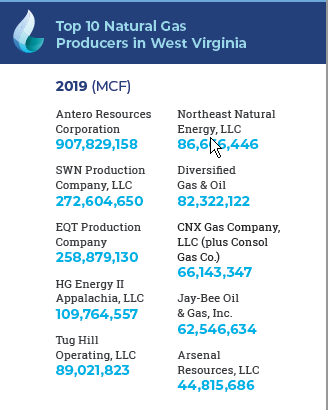 Top 10 Natural Gas
Producers in West Virginia
2019 (MCF)
Antero Resources
Corporation
907,829,158
SWN Production
Company, LLC
272,604,650
EQT Production
Company
258,879,130
HG Energy II
Appalachia, LLC
109,764,557
Tug Hill
Operating, LLC
89,021,823
Northeast Natural
Energy, LLC
Diversified
Gas & Oil
82,322,122
CNX Gas Company,
LLC (plus Consol
Gas Co.)
66,143,347
Jay-Bee Oil
& Gas, Inc.
62,546,634
Arsenal
Resources, LLC
44,815,686